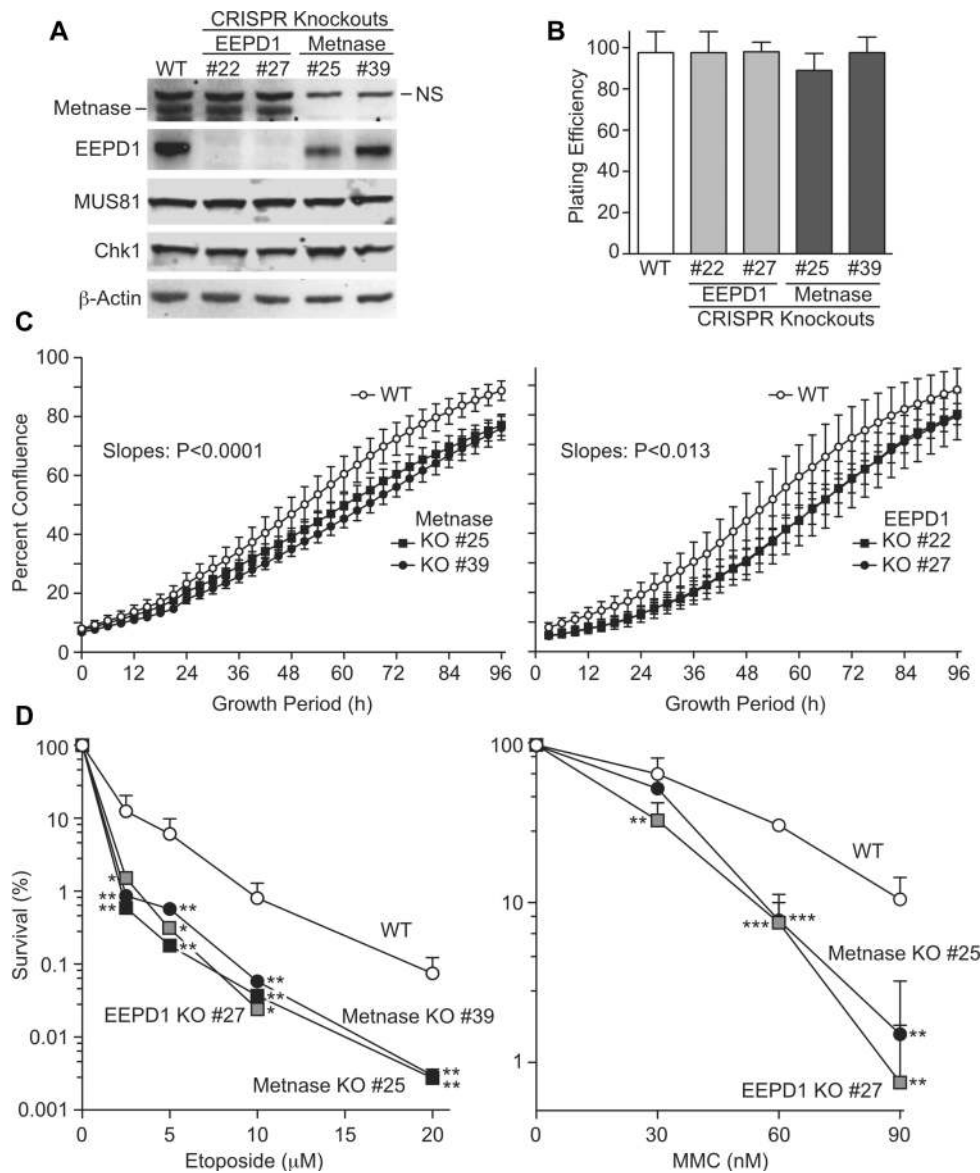 A
CRISPR Knockouts
EEPD1 Metnase
WT #22 #27 #25 #39
NS
Metnase
EEPD1
MUS81
Chk1
β-Actin
B
Plating Efficiency
100
80
60
40
20
0
WT #22 #27 #25 #39
EEPD1 Metnase
CRISPR Knockouts
C
Percent Confluence
100
80
60
40
20
0
WT
Slopes: P<0.0001
Metnase
KO #25
KO #39
0 12 24 36 48 60 72 84 96
Growth Period (h)
WT
Slopes: P<0.013
EEPD1
KO #22
KO #27
0 12 24 36 48 60 72 84 96
Growth Period (h)
D
Survival (%)
100
10
1
0.1
0.01
0.001
WT
*
**
**
**
*
**
**
**
*
EEPD1 KO #27
Metnase KO #39
Metnase KO #25
**
**
0 5 10 15 20
Etoposide (μM)
100
10
1
WT
**
***
***
Metnase KO #25
**
EEPD1 KO #27
**
0 30 60 90
MMC (nM)